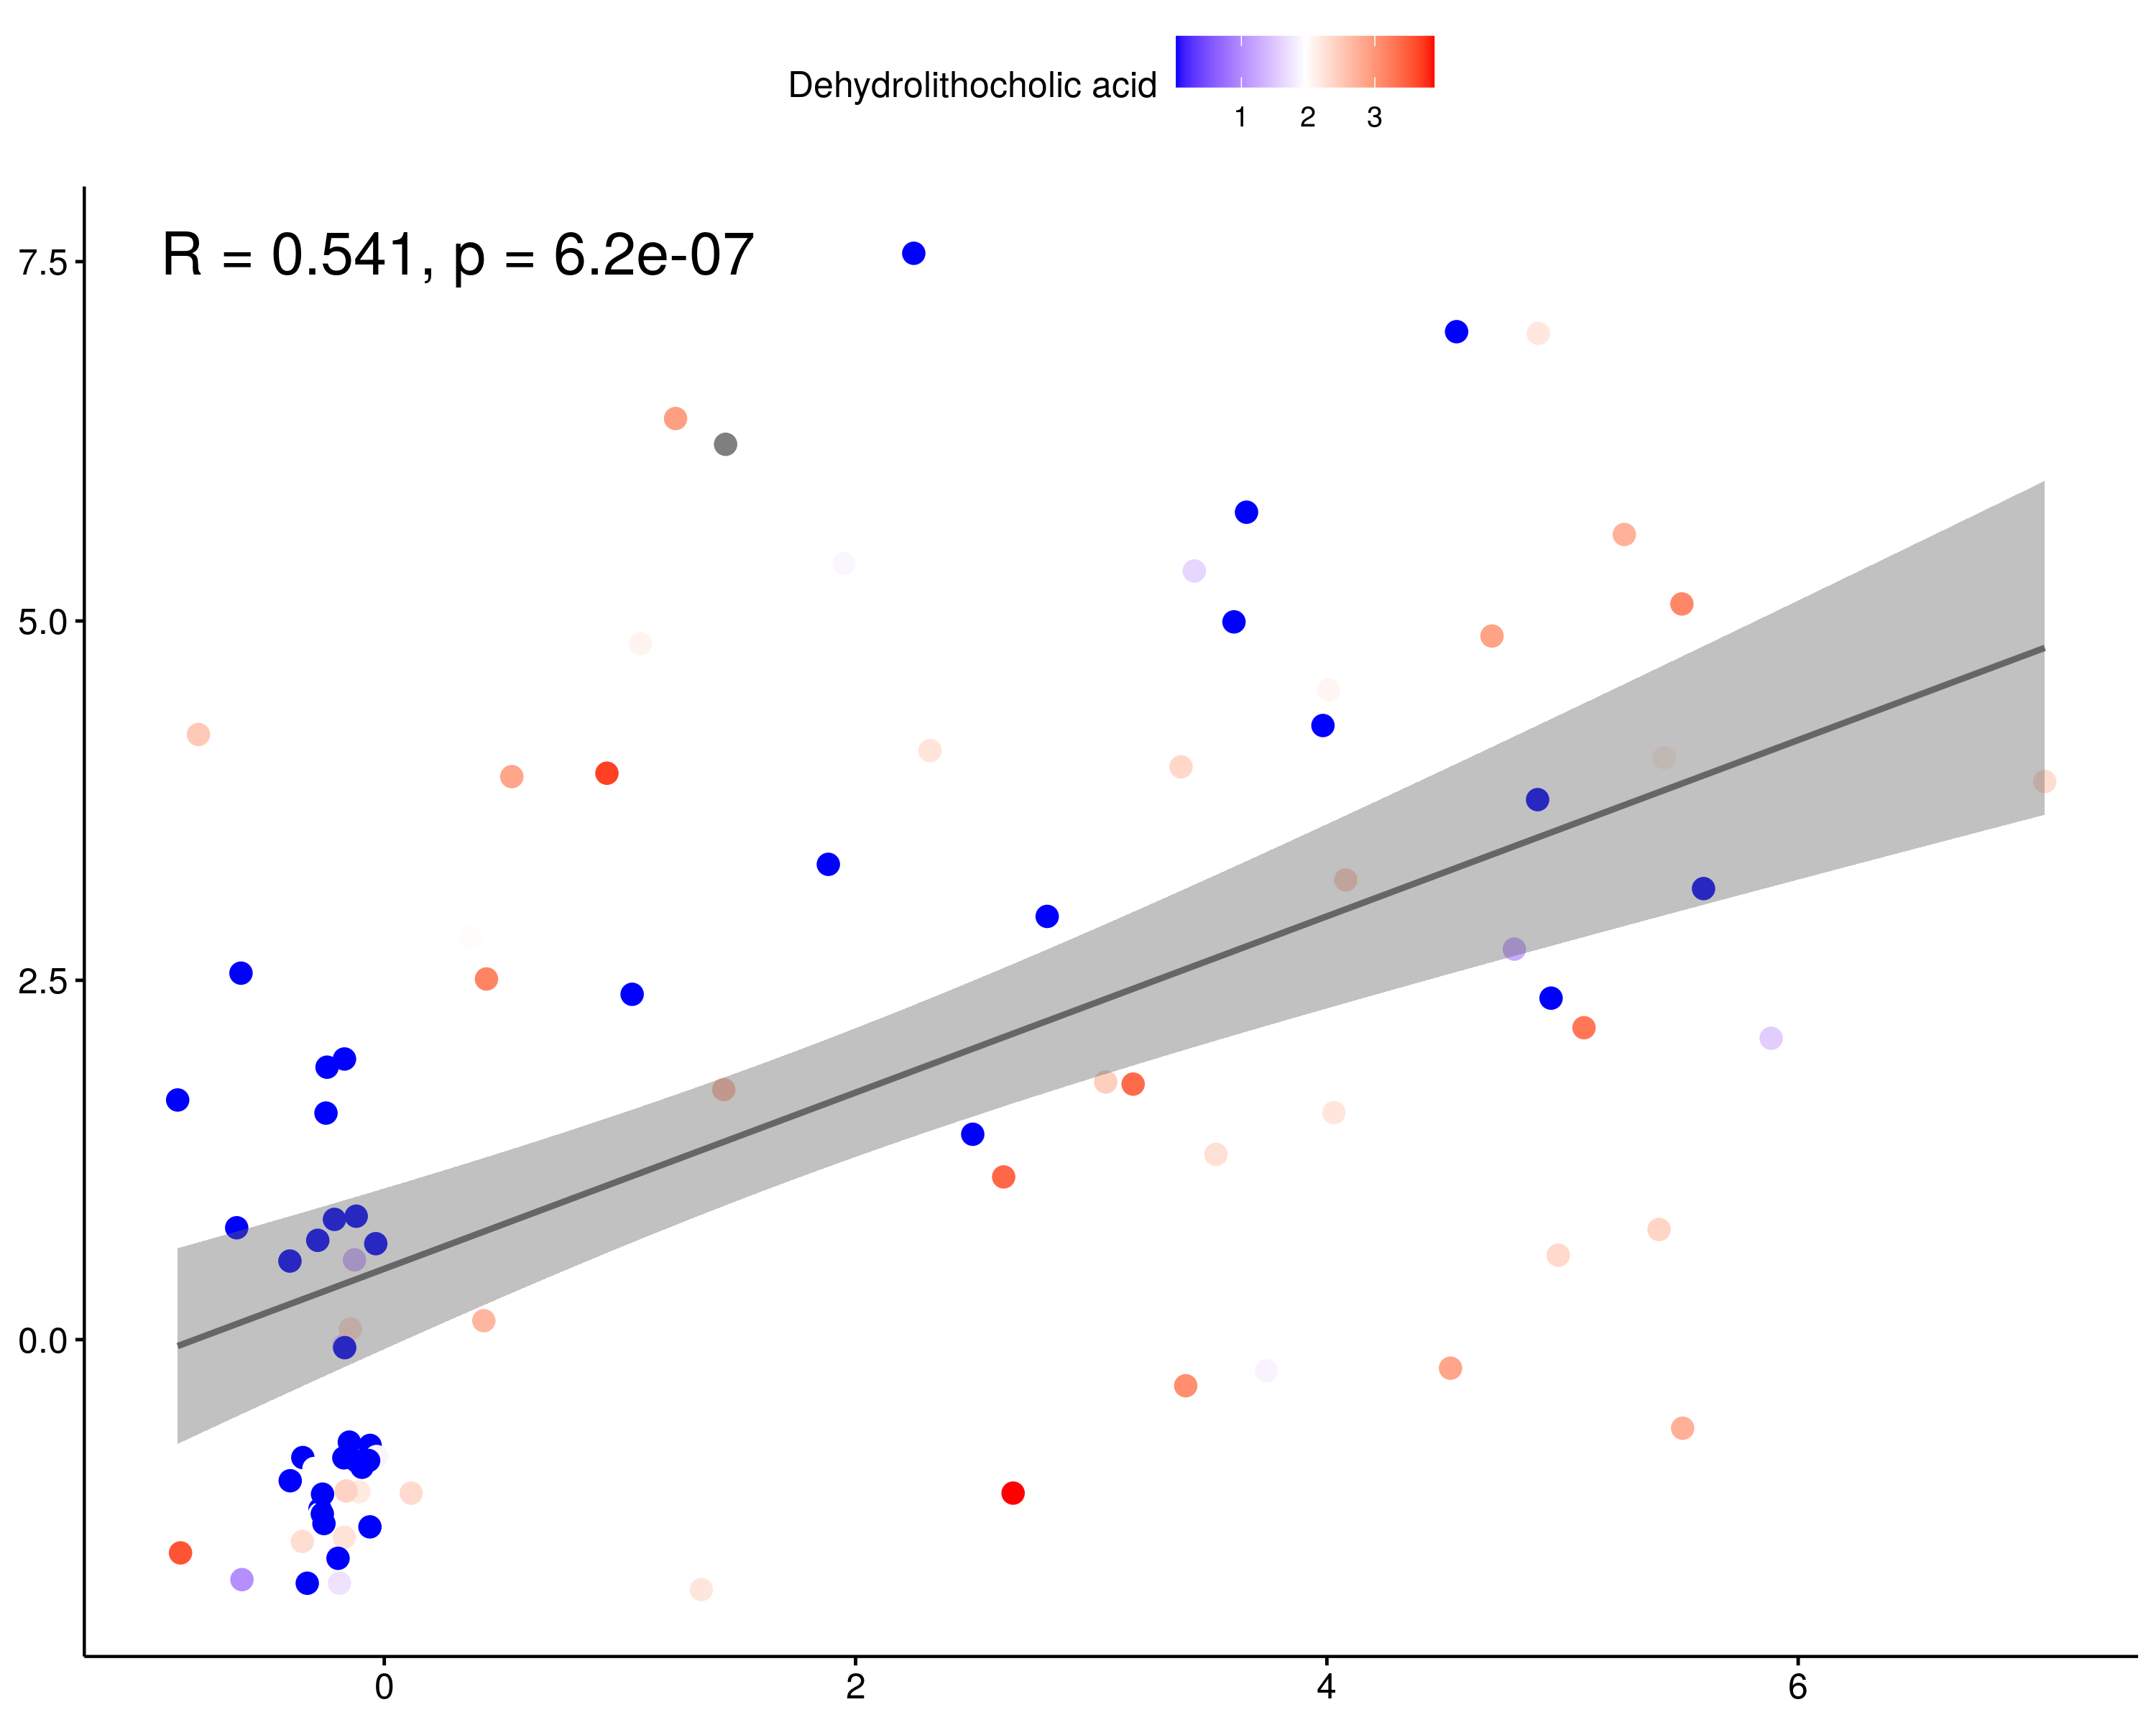 Dehydrolithocholic acid
1 2 3
R = 0.541, p = 6.2e-07
7.5
5.0
2.5
0.0
0 2 4 6